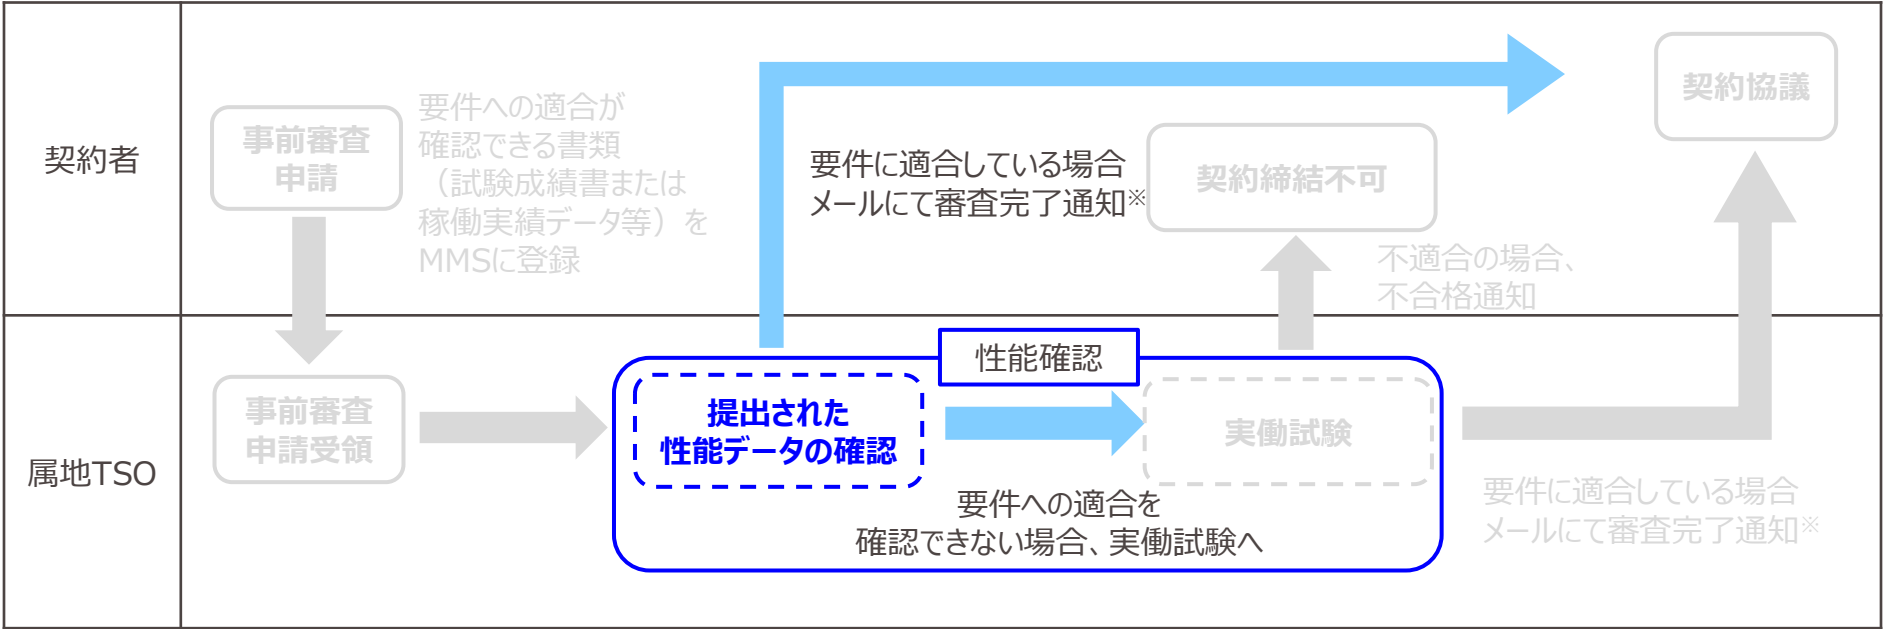 契約者
事前審査
申請
要件への適合が
確認できる書類
（試験成績書または
稼働実績データ等）を
MMSに登録
要件に適合している場合
メールにて審査完了通知※
契約締結不可
契約協議
不適合の場合、
不合格通知
属地TSO
事前審査
申請受領
性能確認
提出された
性能データの確認
実働試験
要件への適合を
確認できない場合、実働試験へ
要件に適合している場合
メールにて審査完了通知※